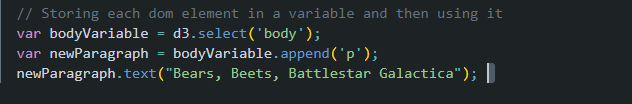 // Storing each dom element in a variable and then using it
var bodyVariable = d3.select('body');
var newParagraph = bodyVariable.append('p');
newParagraph.text("Bears, Beets, Battlestar Galactica");